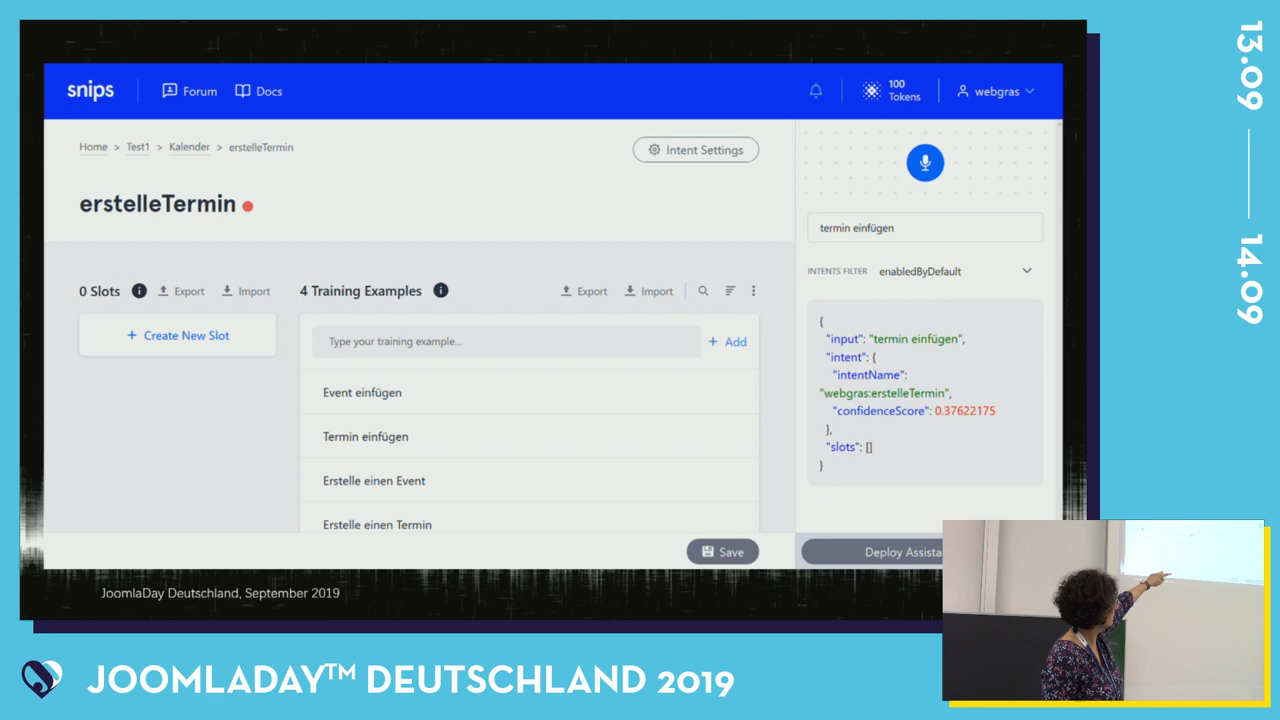 snips
Forum
Docs
100
Tokens
webgras
Home > Test1 > Kalender > erstelleTermin
Intent Settings
erstelleTermin
0 Slots
Export
Import
4 Training Examples
Export
Import
+ Create New Slot
Type your training example...
+ Add
Event einfügen
Termin einfügen
Erstelle einen Event
Erstelle einen Termin
Save
termin einfügen
INTENTS FILTER enabledByDefault
{
"input": "termin einfügen",
"intent": {
"intentName":
"webgras:erstelleTermin",
"confidenceScore": 0.37622175
},
"slots": []
}
Deploy Assista
JoomlaDay Deutschland, September 2019
13.09
14.09
JOOMLADAY™ DEUTSCHLAND 2019